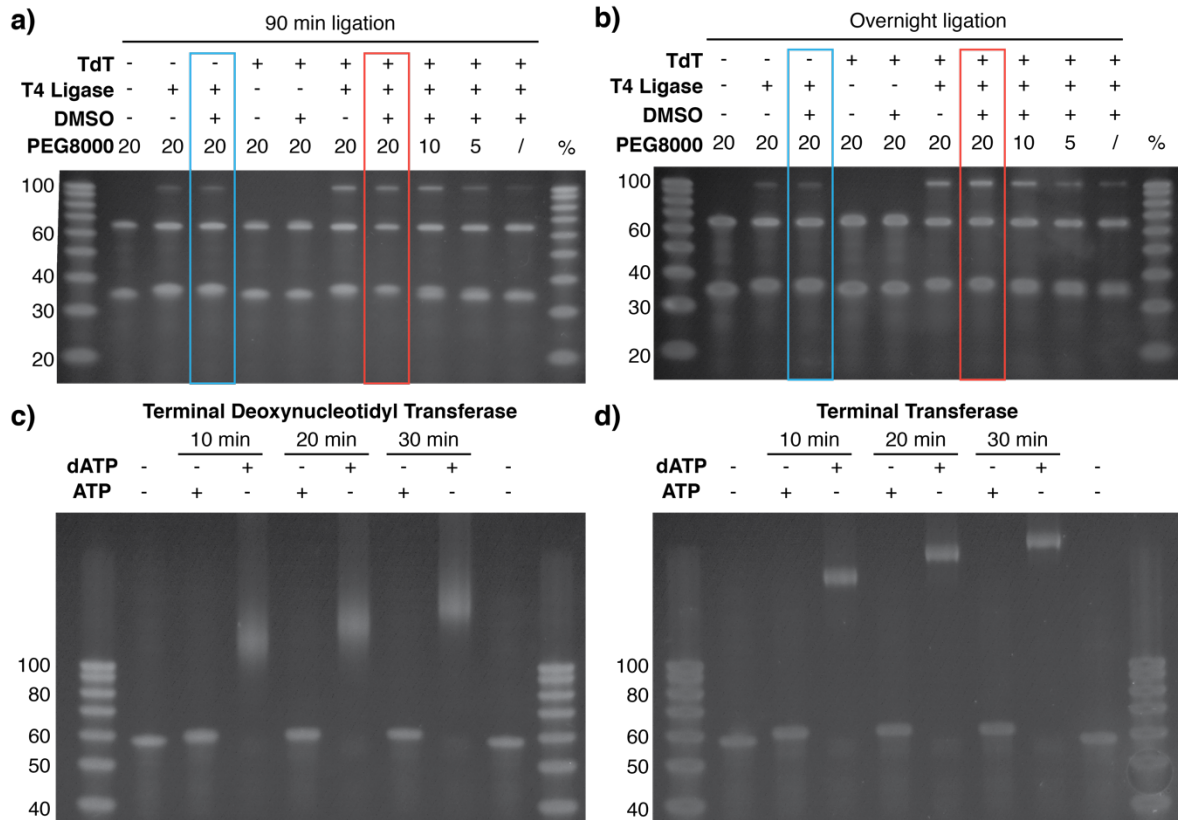 a)
90 min ligation
TdT - - - + + + + + + +
T4 Ligase - + + - - + + + + +
DMSO - - + - + - + + + +
PEG8000 20 20 20 20 20 20 20 10 5 / %
100
60
40
30
20
b)
Overnight ligation
TdT - - - + + + + + + +
T4 Ligase - + + - - + + + + +
DMSO - - + - + - + + + +
PEG8000 20 20 20 20 20 20 20 10 5 / %
100
60
40
30
20
c)
Terminal Deoxynucleotidyl Transferase
10 min 20 min 30 min
dATP - - + - + - + -
ATP - + - + - + - -
100
80
60
50
40
d)
Terminal Transferase
10 min 20 min 30 min
dATP - + + + -
ATP - + + + -
100
80
60
50
40